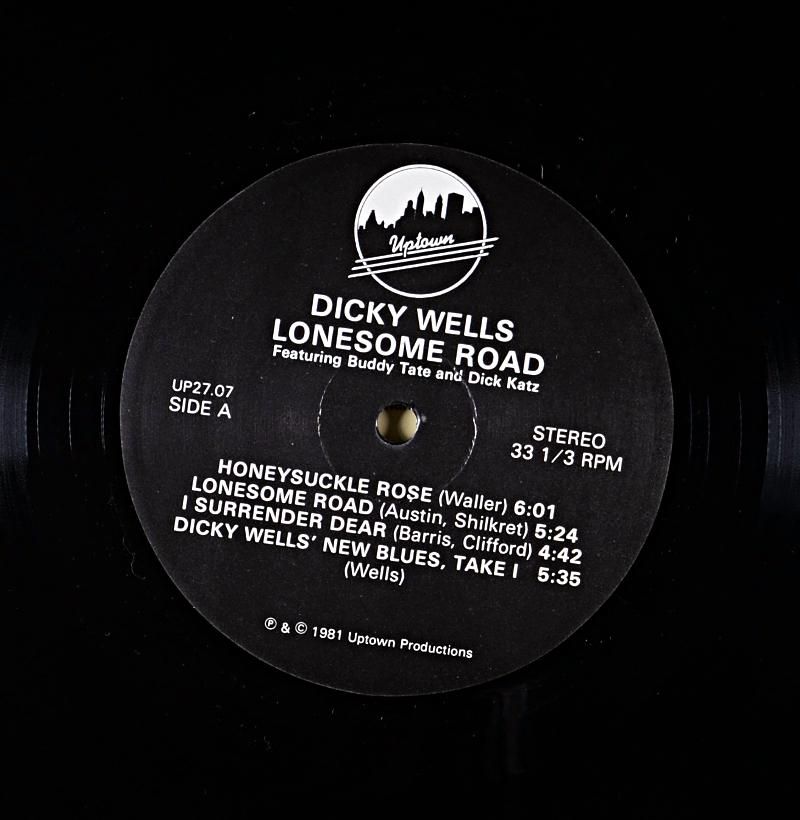 Uptown
DICKY WELLS
LONESOME ROAD
Featuring Buddy Tate and Dick Katz
UP27.07
SIDE A
STEREO
33 1/3 RPM
HONEYSUCKLE ROSE (Waller) 6:01
LONESOME ROAD (Austin, Shilkret) 5:24
I SURRENDER DEAR (Barris, Clifford) 4:42
DICKY WELLS' NEW BLUES, TAKE I 5:35
(Wells)
℗ & © 1981 Uptown Productions